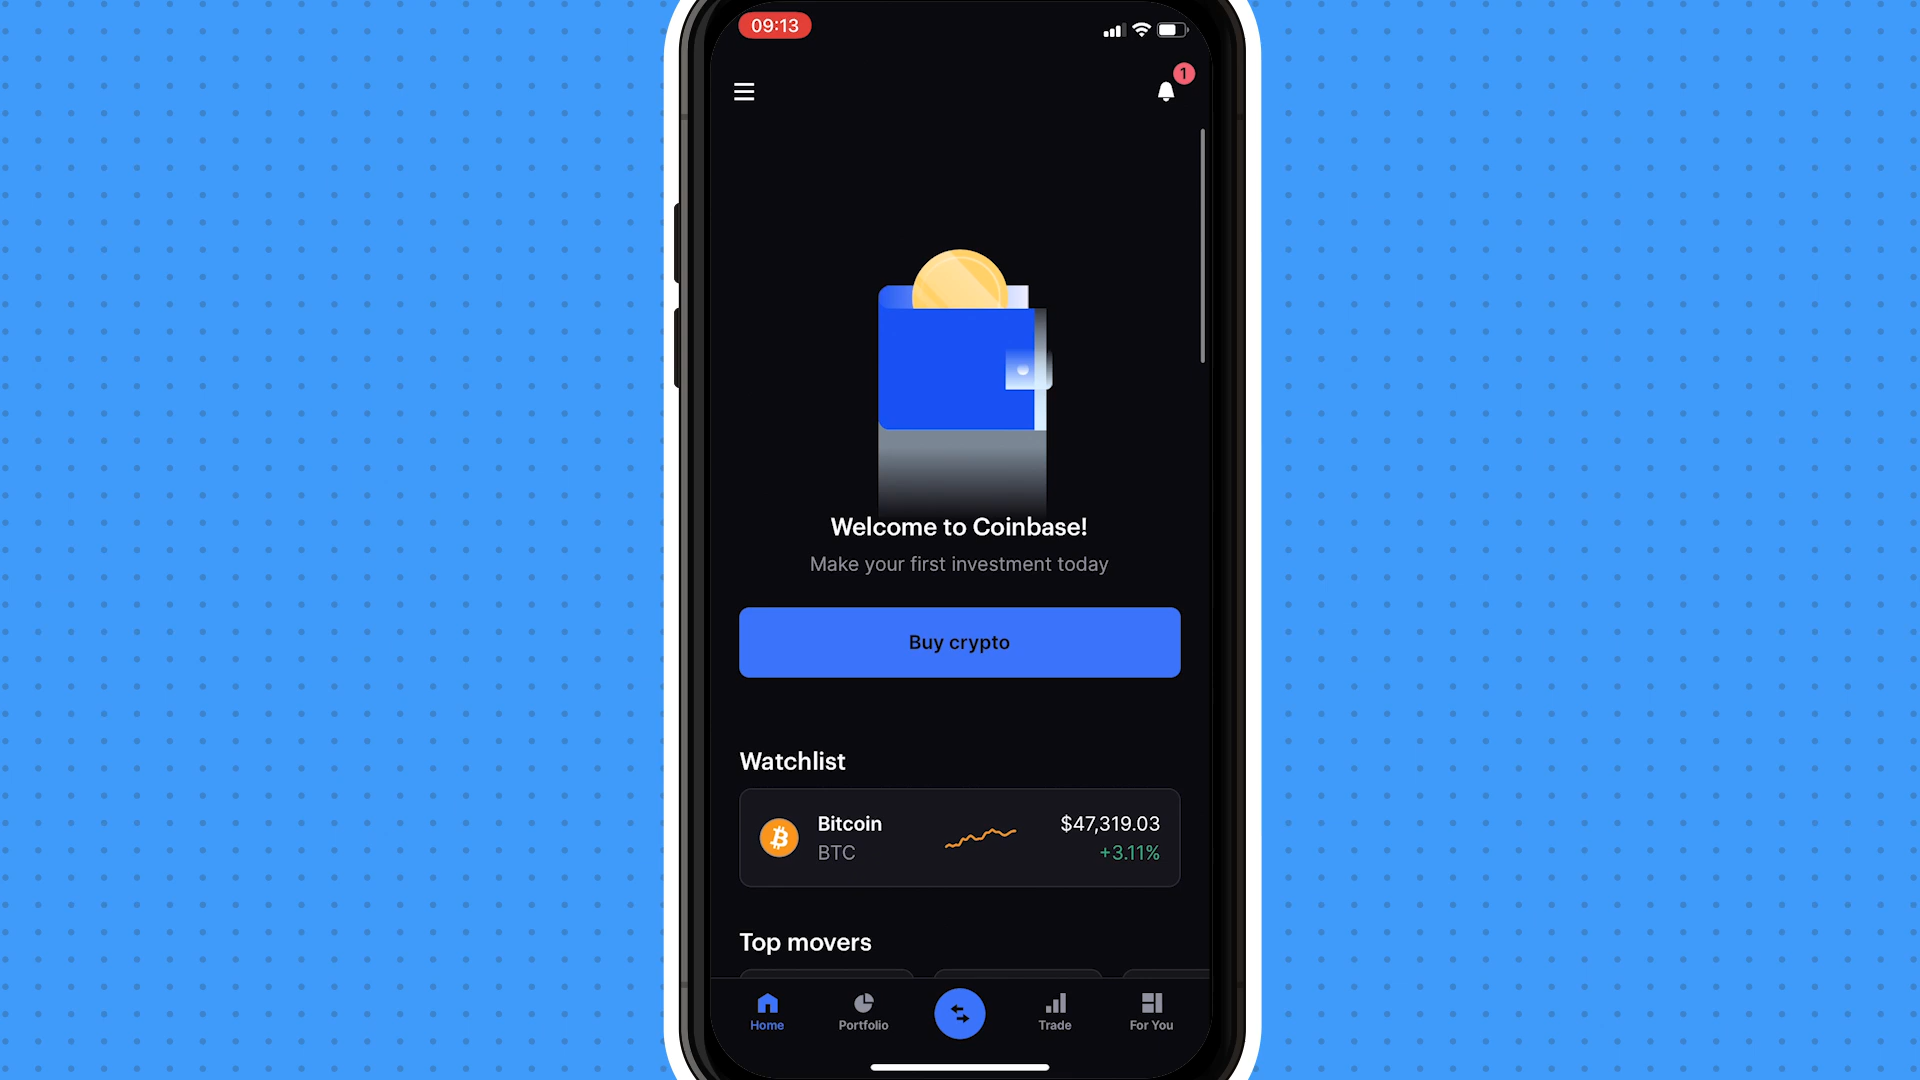 09:13
1
Welcome to Coinbase!
Make your first investment today
Buy crypto
Watchlist
Bitcoin
$47,319.03
BTC
+3.11%
Top movers
Home
Portfolio
Trade
For You